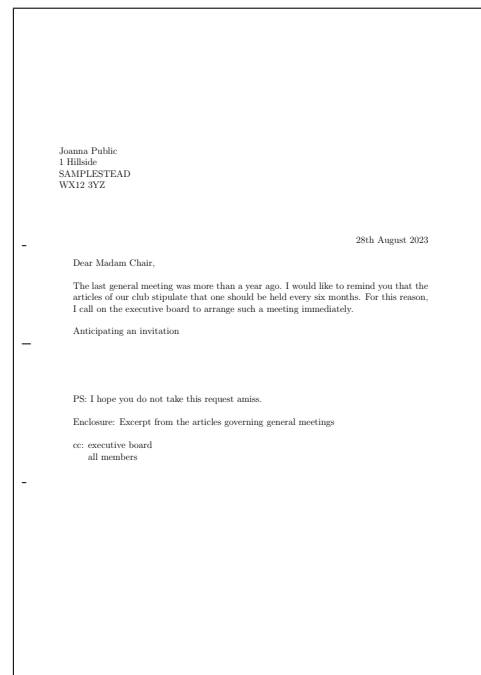 Joanna Public
1 Hillside
SAMPLESTEAD
WX12 3YZ
28th August 2023
Dear Madam Chair,
The last general meeting was more than a year ago. I would like to remind you that the
articles of our club stipulate that one should be held every six months. For this reason,
I call on the executive board to arrange such a meeting immediately.
Anticipating an invitation
PS: I hope you do not take this request amiss.
Enclosure: Excerpt from the articles governing general meetings
cc: executive board
all members